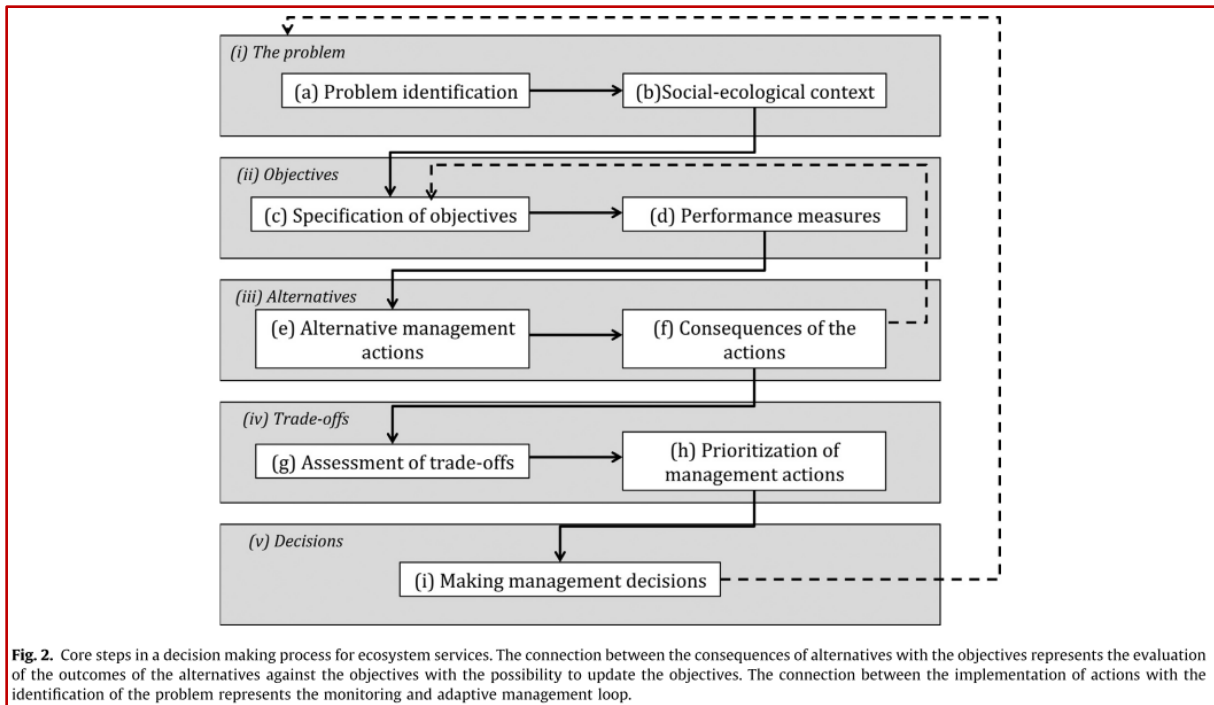 (i) The problem
(a) Problem identification
(b)Social-ecological context
(ii) Objectives
(c) Specification of objectives
(d) Performance measures
(iii) Alternatives
(e) Alternative management
actions
(f) Consequences of the
actions
(iv) Trade-offs
(g) Assessment of trade-offs
(h) Prioritization of
management actions
(v) Decisions
(i) Making management decisions
Fig. 2. Core steps in a decision making process for ecosystem services. The connection between the consequences of alternatives with the objectives represents the evaluation
of the outcomes of the alternatives against the objectives with the possibility to update the objectives. The connection between the implementation of actions with the
identification of the problem represents the monitoring and adaptive management loop.